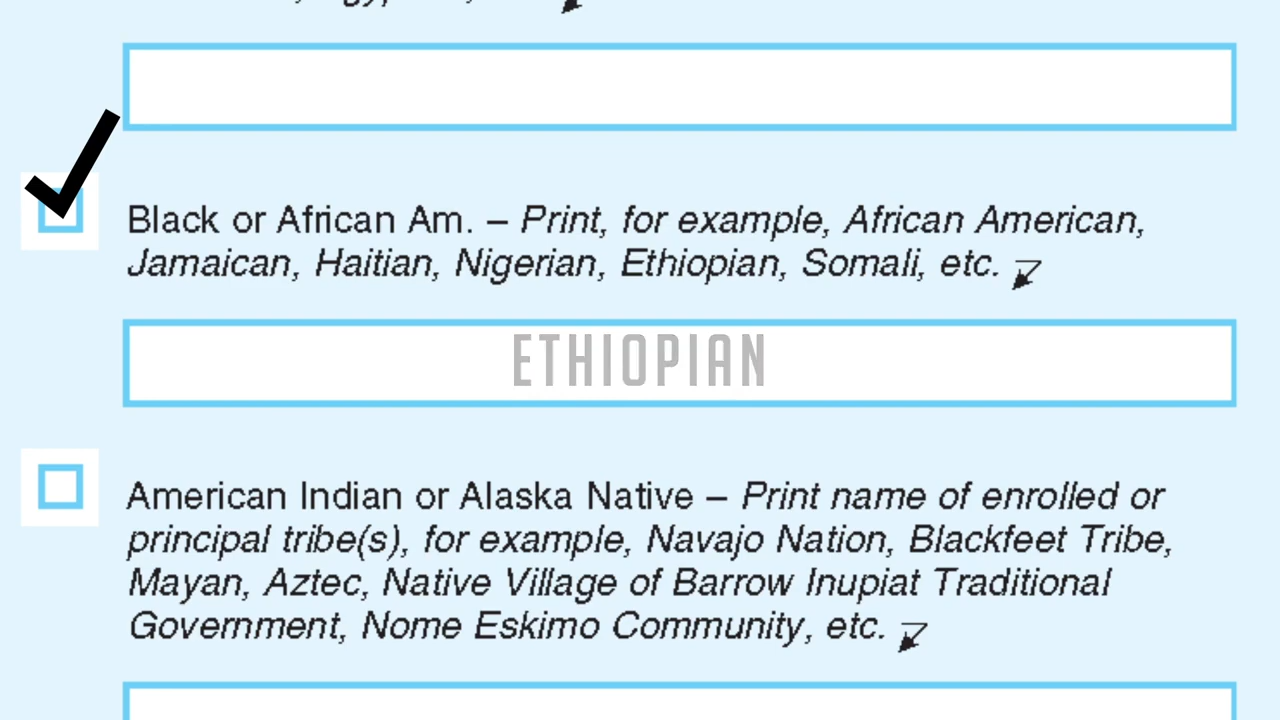 Black or African Am. – Print, for example, African American,
Jamaican, Haitian, Nigerian, Ethiopian, Somali, etc.
ETHIOPIAN
American Indian or Alaska Native – Print name of enrolled or
principal tribe(s), for example, Navajo Nation, Blackfeet Tribe,
Mayan, Aztec, Native Village of Barrow Inupiat Traditional
Government, Nome Eskimo Community, etc.